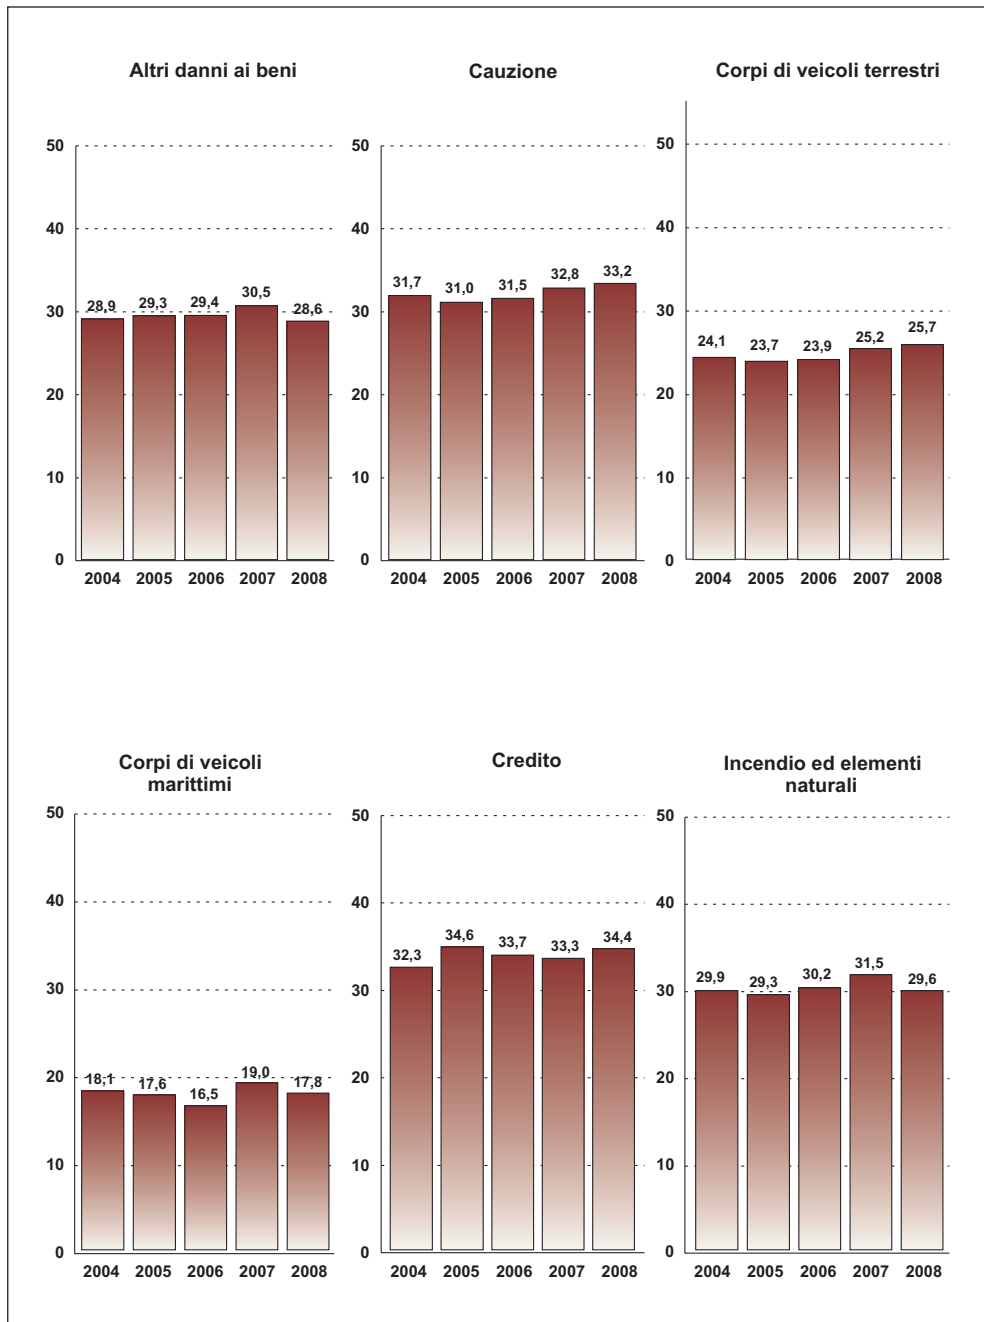 Altri danni ai beni
50
40
30
20
10
0
28,9 29,3 29,4 30,5 28,6
2004 2005 2006 2007 2008
Cauzione
50
40
30
20
10
0
31,7 31,0 31,5 32,8 33,2
2004 2005 2006 2007 2008
Corpi di veicoli terrestri
50
40
30
20
10
0
24,1 23,7 23,9 25,2 25,7
2004 2005 2006 2007 2008
Corpi di veicoli
marittimi
50
40
30
20
10
0
18,1 17,6 16,5 19,0 17,8
2004 2005 2006 2007 2008
Credito
50
40
30
20
10
0
32,3 34,6 33,7 33,3 34,4
2004 2005 2006 2007 2008
Incendio ed elementi
naturali
50
40
30
20
10
0
29,9 29,3 30,2 31,5 29,6
2004 2005 2006 2007 2008